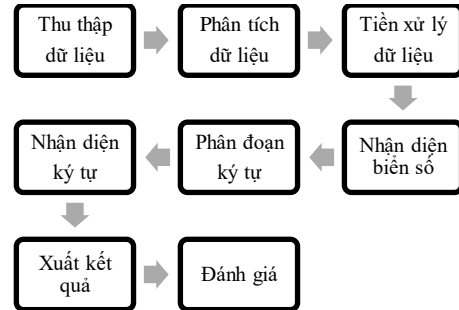 Thu thập
dữ liệu
Phân tích
dữ liệu
Tiền xử lý
dữ liệu
Nhận diện
biển số
Phân đoạn
ký tự
Nhận diện
ký tự
Xuất kết
quả
Đánh giá